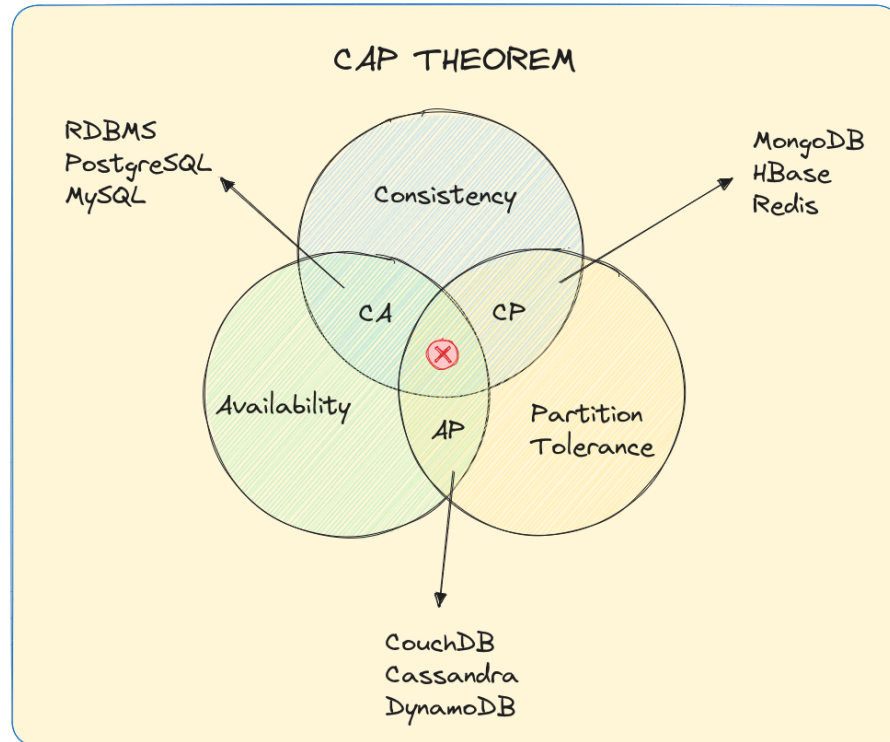 CAP THEOREM
RDBMS
PostgreSQL
MySQL
MongoDB
HBase
Redis
Consistency
CA
CP
Availability
AP
Partition
Tolerance
CouchDB
Cassandra
DynamoDB